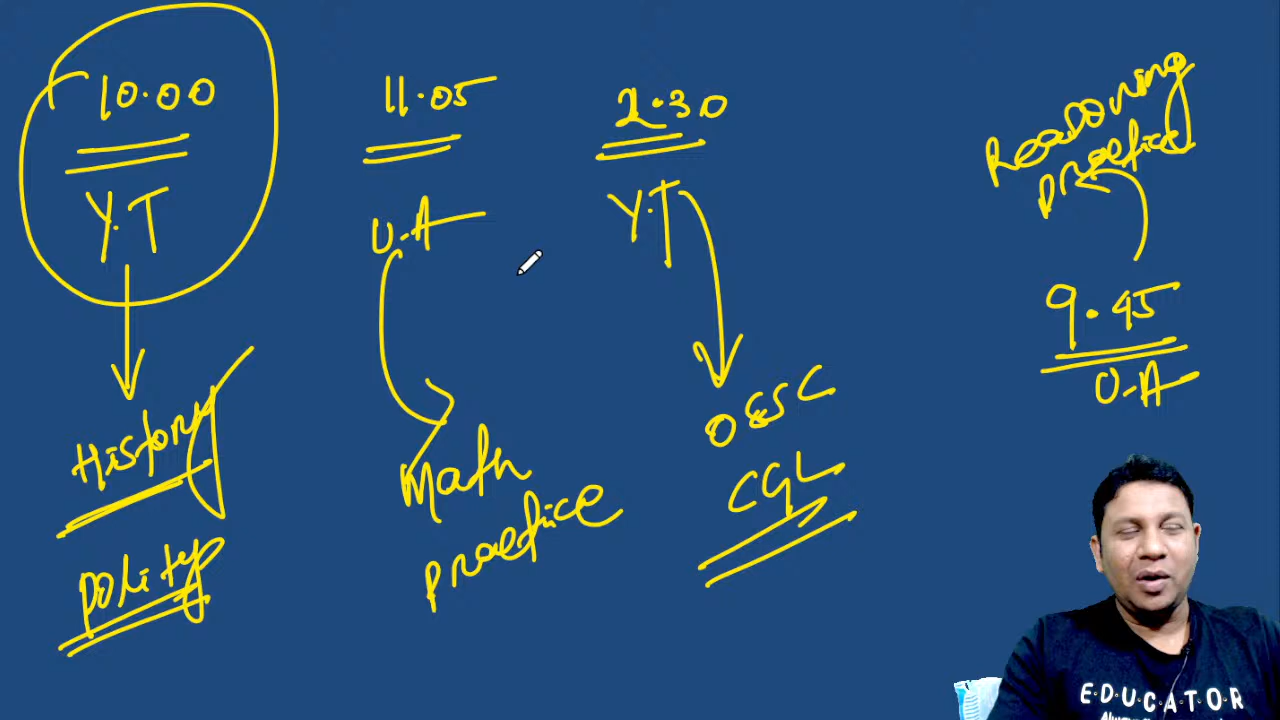 10.00
Y.T
History
polity
11.05
U.A
Math
practice
2.30
Y.T
OSSC
CGL
Reasoning
practice
9.45
U.A
EDUCATOR